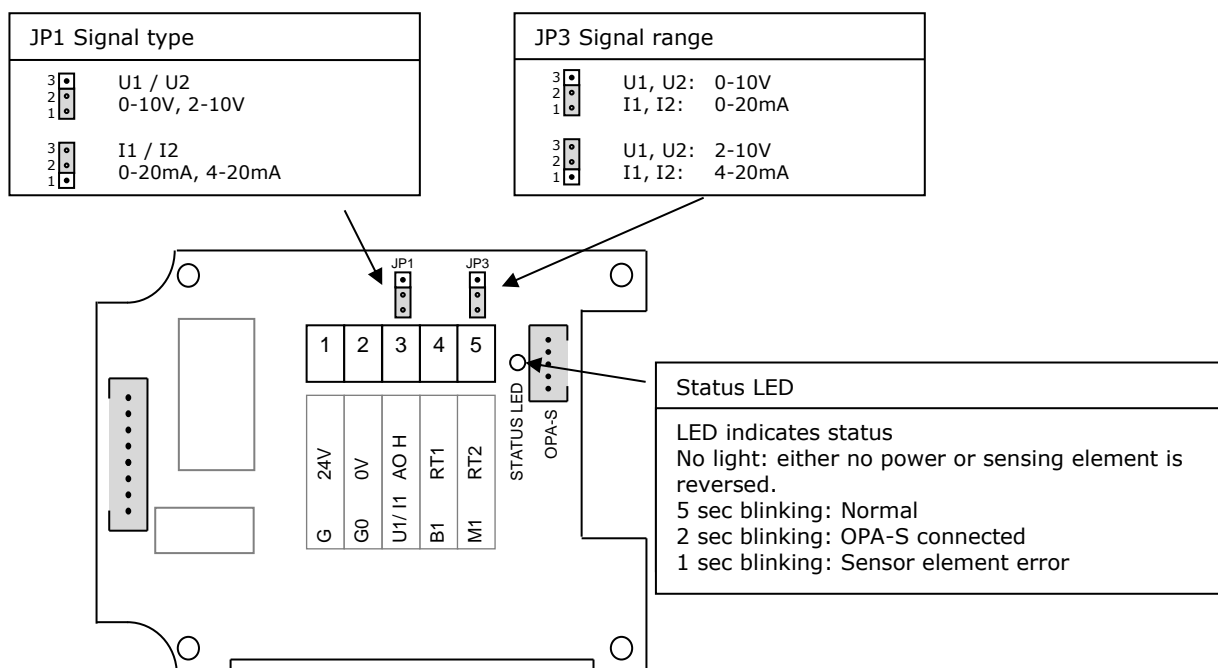 JP1 Signal type
3
2
1
U1 / U2
0-10V, 2-10V
3
2
1
I1 / I2
0-20mA, 4-20mA
JP3 Signal range
3
2
1
U1, U2: 0-10V
I1, I2: 0-20mA
3
2
1
U1, U2: 2-10V
I1, I2: 4-20mA
JP1
JP3
1 2 3 4 5
G 24V
G0 0V
U1/ I1 AO H
B1 RT1
M1 RT2
STATUS LED
OPA-S
Status LED
LED indicates status
No light: either no power or sensing element is
reversed.
5 sec blinking: Normal
2 sec blinking: OPA-S connected
1 sec blinking: Sensor element error